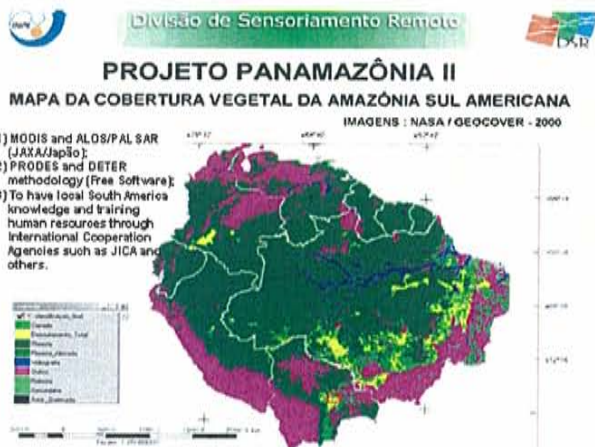 Divisão de Sensoriamento Remoto
DSR
PROJETO PANAMAZÔNIA II
MAPA DA COBERTURA VEGETAL DA AMAZÔNIA SUL AMERICANA
IMAGENS : NASA / GEOCOVER - 2000
1) MODIS and ALOS/PAL SAR
(JAXA/Japão);
2) PRODES and DETER
methodology (Free Software);
3) To have local South America
knowledge and training
human resources through
International Cooperation
Agencies such as JICA and
others.
Cerrado
Desmatamento_Total
Floresta
Hidrografia
Outros